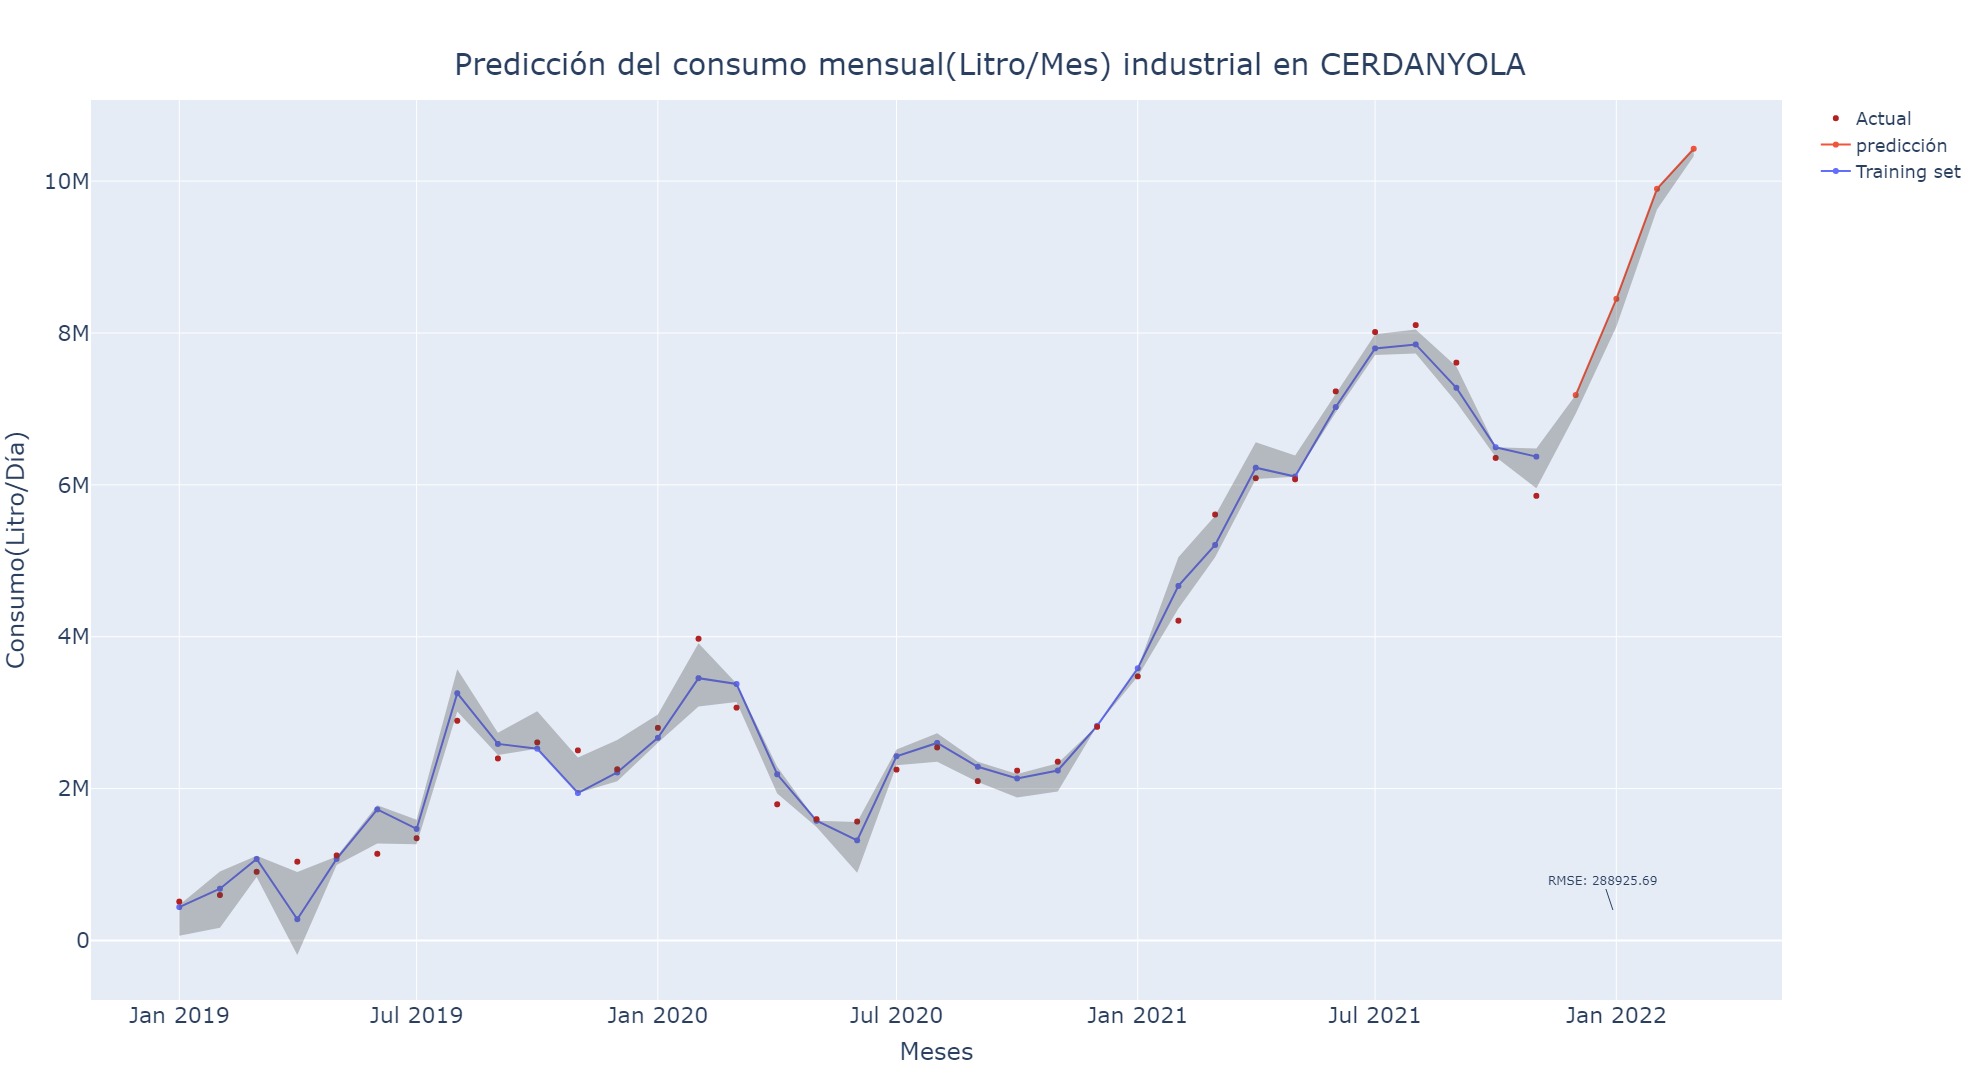 Predicción del consumo mensual(Litro/Mes) industrial en CERDANYOLA
Actual
predicción
Training set
Consumo(Litro/Día)
10M
8M
6M
4M
2M
0
RMSE: 288925.69
Jan 2019 Jul 2019 Jan 2020 Jul 2020 Jan 2021 Jul 2021 Jan 2022
Meses